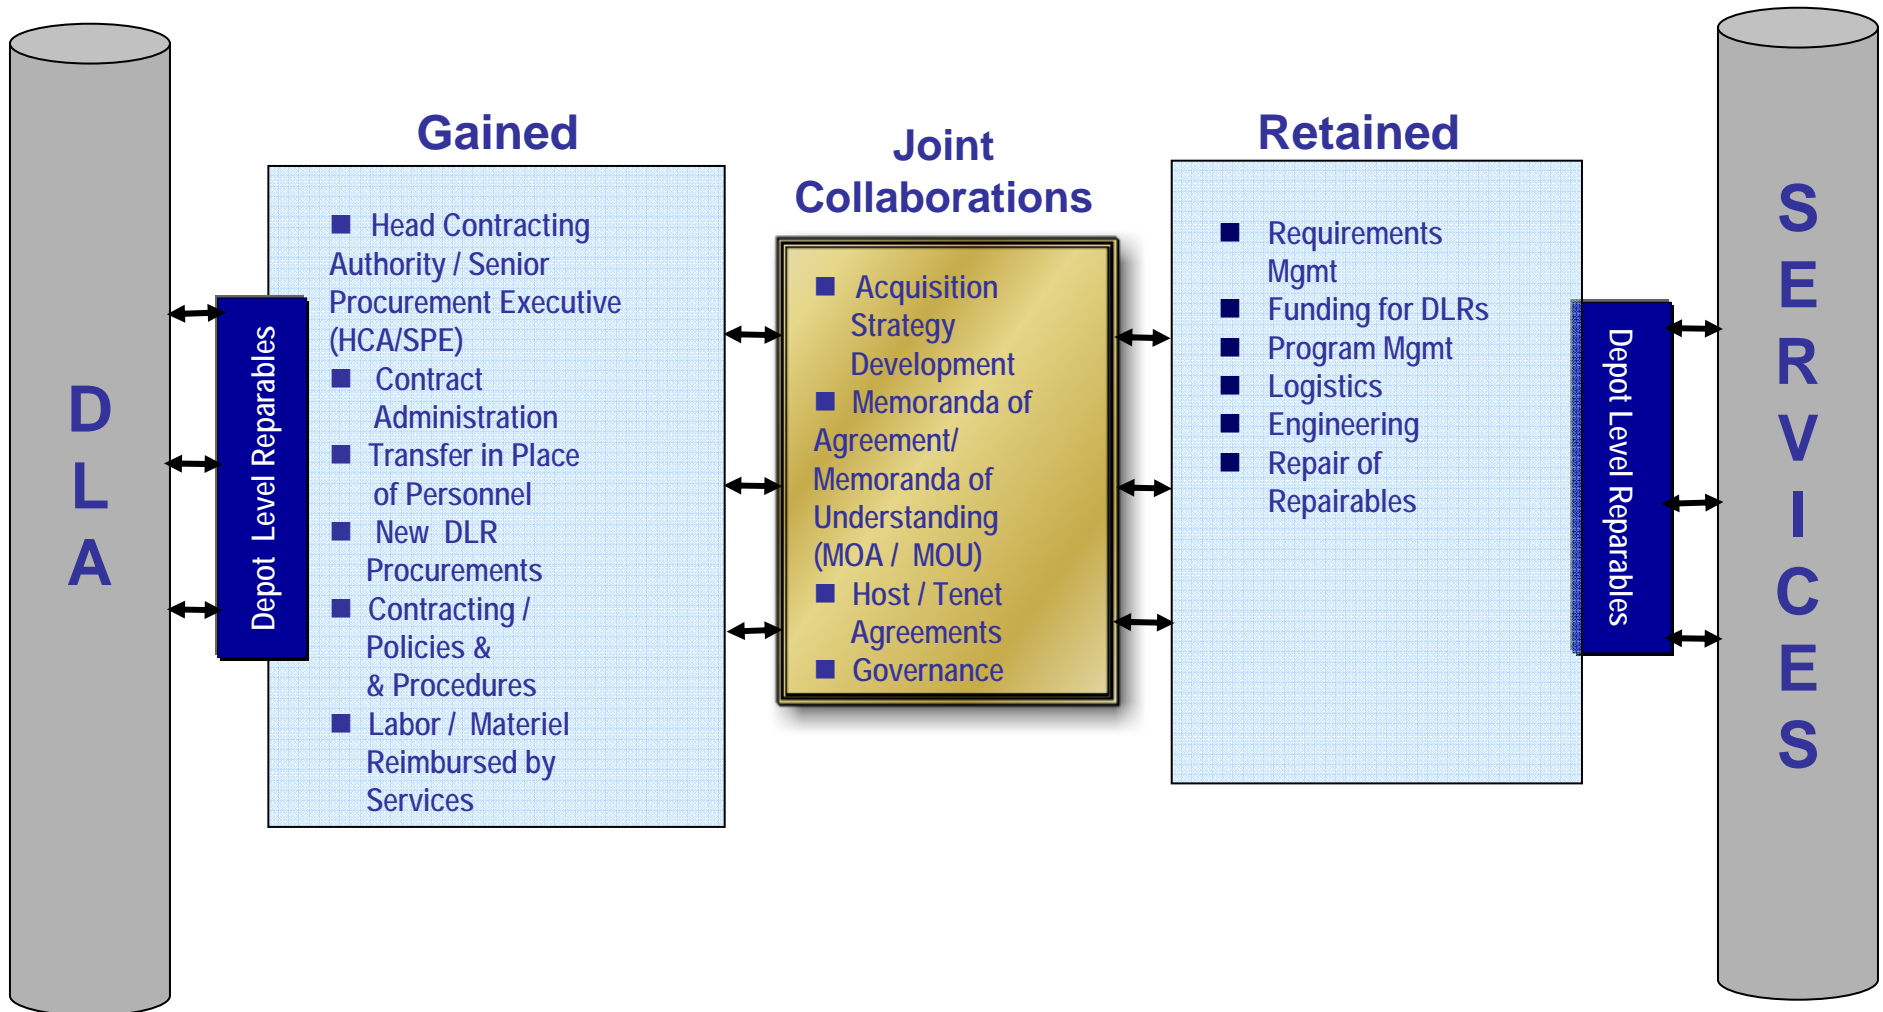 D
L
A
Depot Level Reparables
Gained
■ Head Contracting
Authority / Senior
Procurement Executive
(HCA/SPE)
■ Contract
Administration
■ Transfer in Place
of Personnel
■ New DLR
Procurements
■ Contracting /
Policies &
& Procedures
■ Labor / Materiel
Reimbursed by
Services
Joint
Collaborations
■ Acquisition
Strategy
Development
■ Memoranda of
Agreement/
Memoranda of
Understanding
(MOA / MOU)
■ Host / Tenet
Agreements
■ Governance
Retained
■ Requirements
Mgmt
■ Funding for DLRs
■ Program Mgmt
■ Logistics
■ Engineering
■ Repair of
Repairables
Depot Level Reparables
S
E
R
V
I
C
E
S